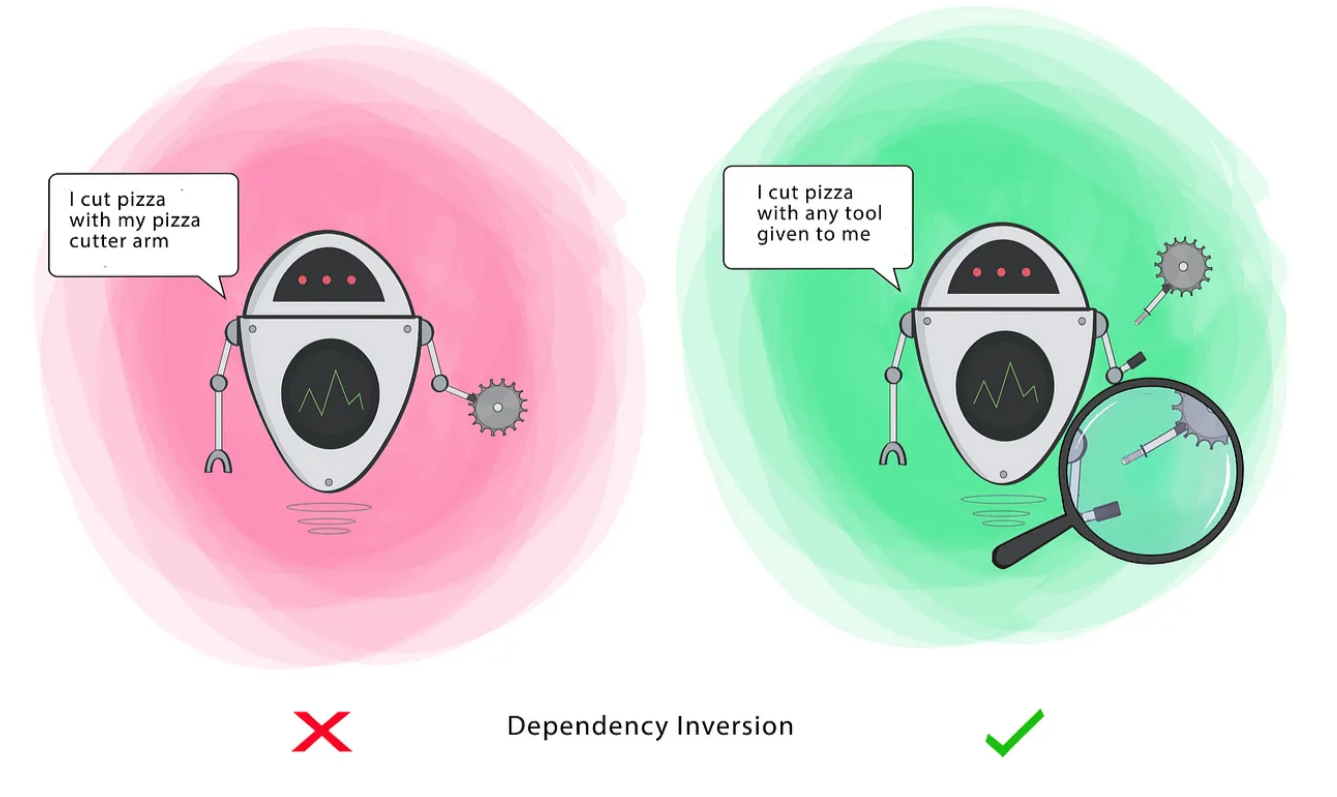 I cut pizza
with my pizza
cutter arm
I cut pizza
with any tool
given to me
Dependency Inversion